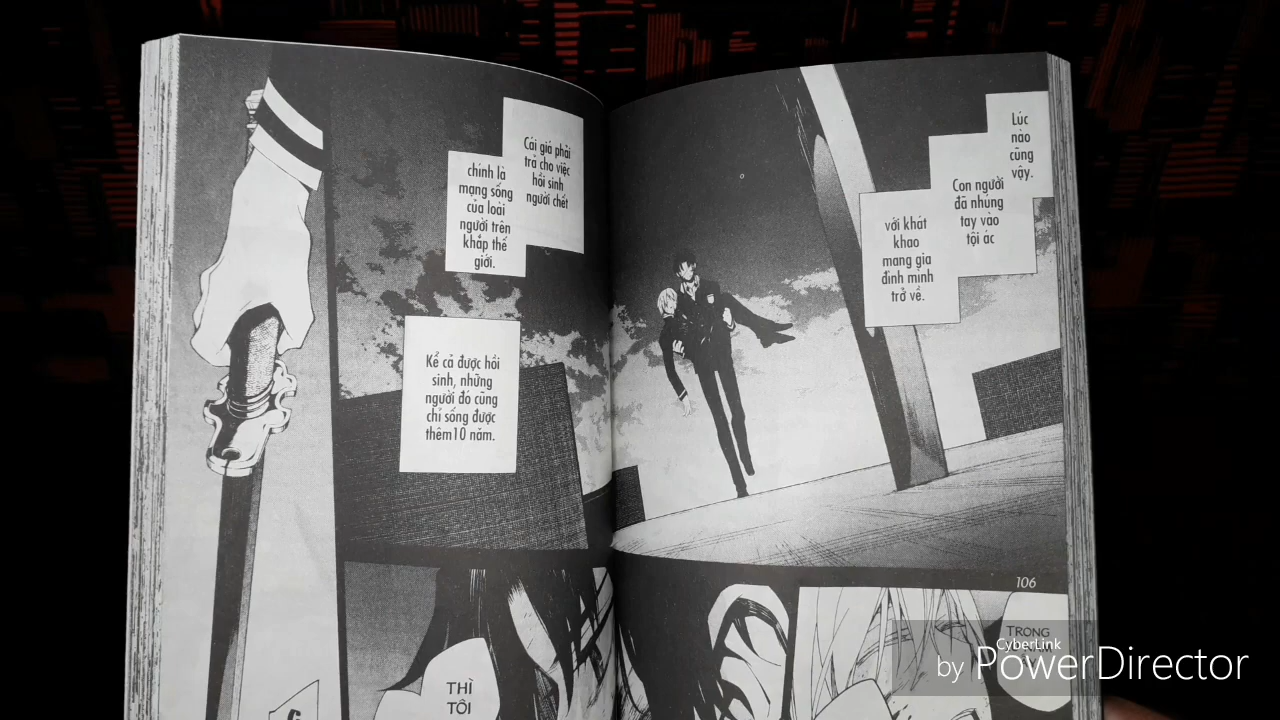 Lúc
nào
cũng
vậy.
Con người
đã nhúng
tay vào
tội ác
với khát
khao
mang gia
đình mình
trở về.
Cái giá phải
trả cho việc
hồi sinh
người chết
chính là
mạng sống
của loài
người trên
khắp thế
giới.
Kể cả được hồi
sinh, những
người đó cũng
chỉ sống được
thêm10 năm.
106
TRONG
THÌ
TÔI
CyberLink
by PowerDirector